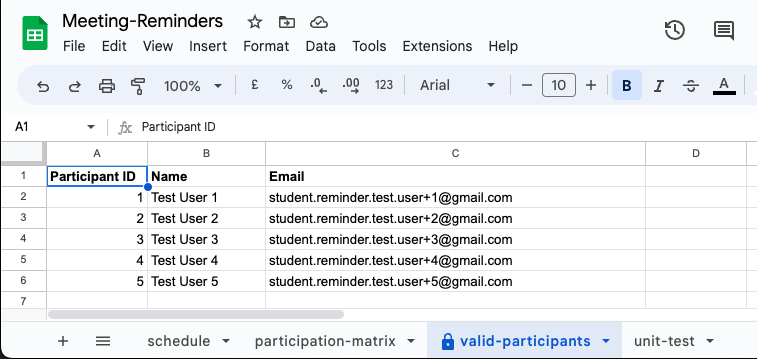 Meeting-Reminders
File Edit View Insert Format Data Tools Extensions Help
100% £ % .0 .00 123 Arial 10 B I S A
A1 fx Participant ID
A B C D
1 Participant ID Name Email
2 1 Test User 1 student.reminder.test.user+1@gmail.com
3 2 Test User 2 student.reminder.test.user+2@gmail.com
4 3 Test User 3 student.reminder.test.user+3@gmail.com
5 4 Test User 4 student.reminder.test.user+4@gmail.com
6 5 Test User 5 student.reminder.test.user+5@gmail.com
7
+ schedule participation-matrix valid-participants unit-test